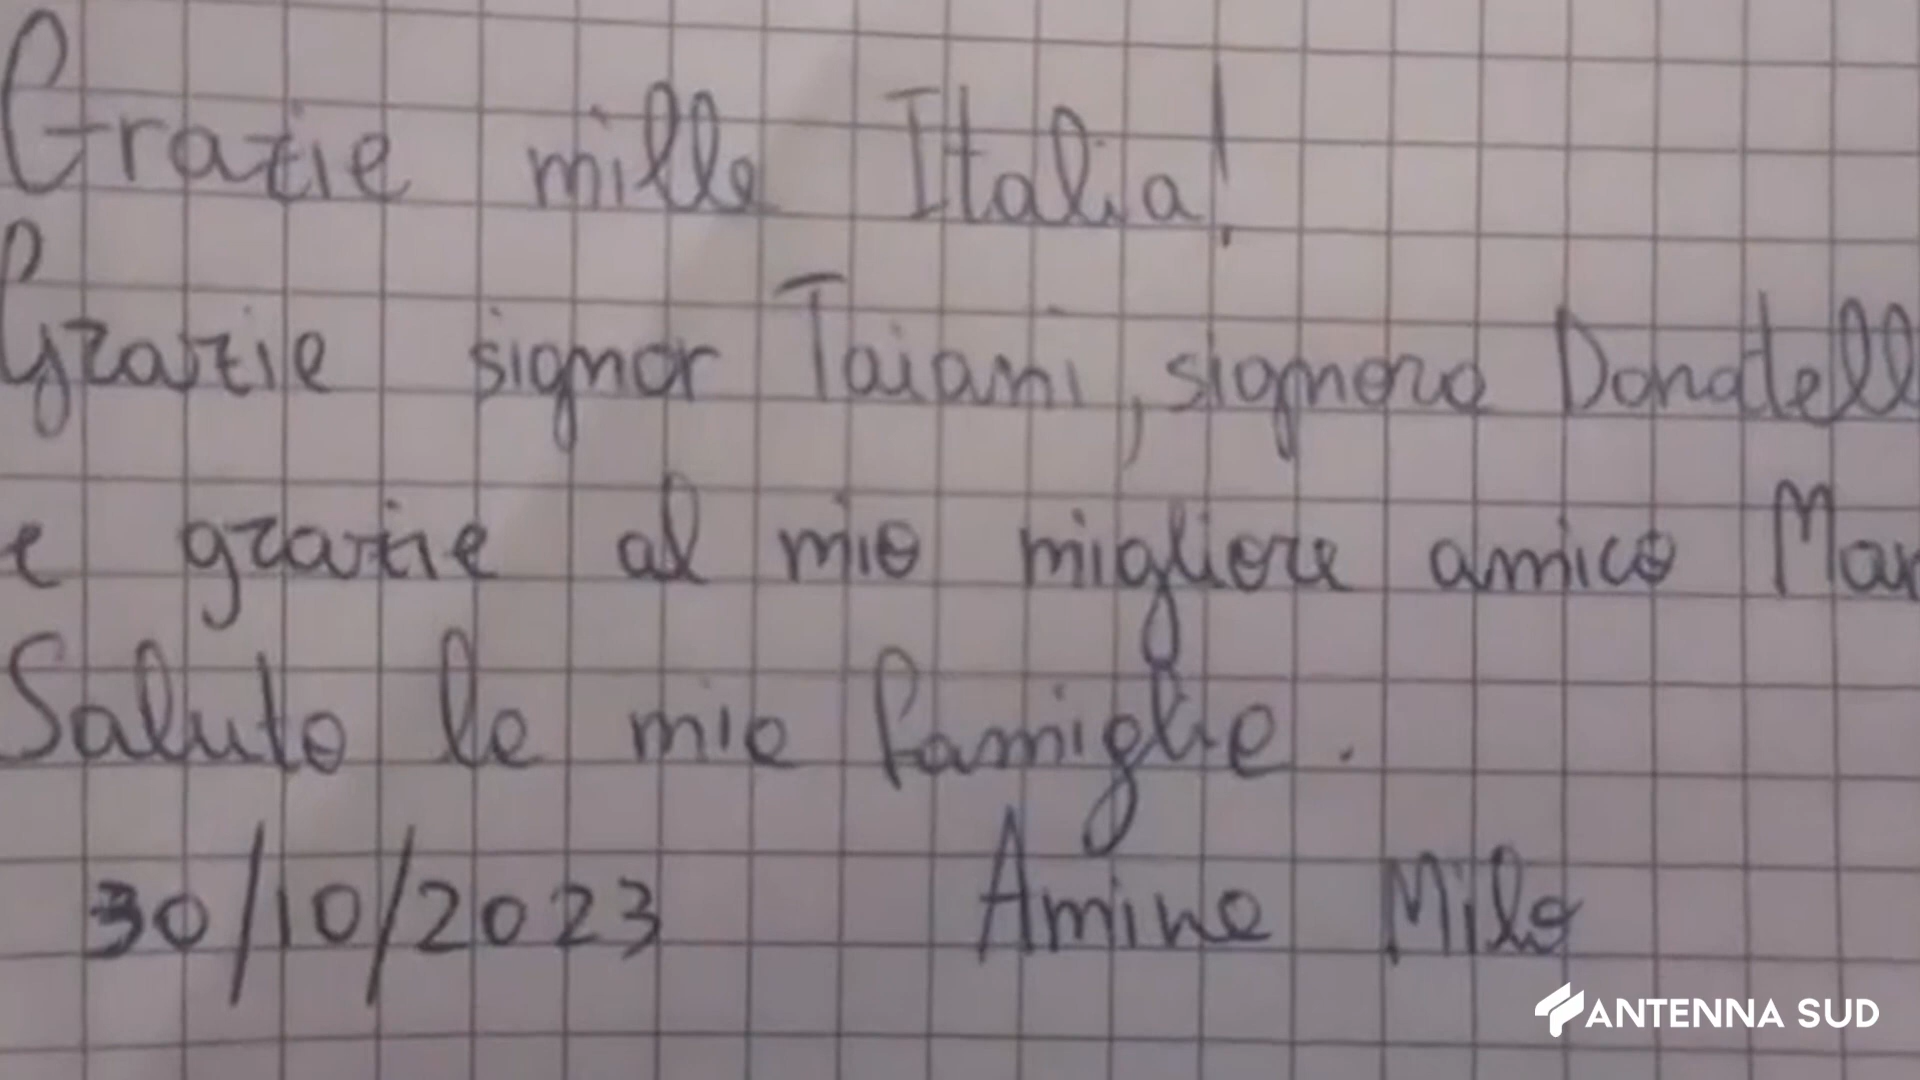 Grazie mille Italia!
Grazie signor Taiani, signora Donatell
e grazie al mio migliore amico Mar
Saluto le mie famiglie.
30/10/2023 Amine Milo
ANTENNA SUD